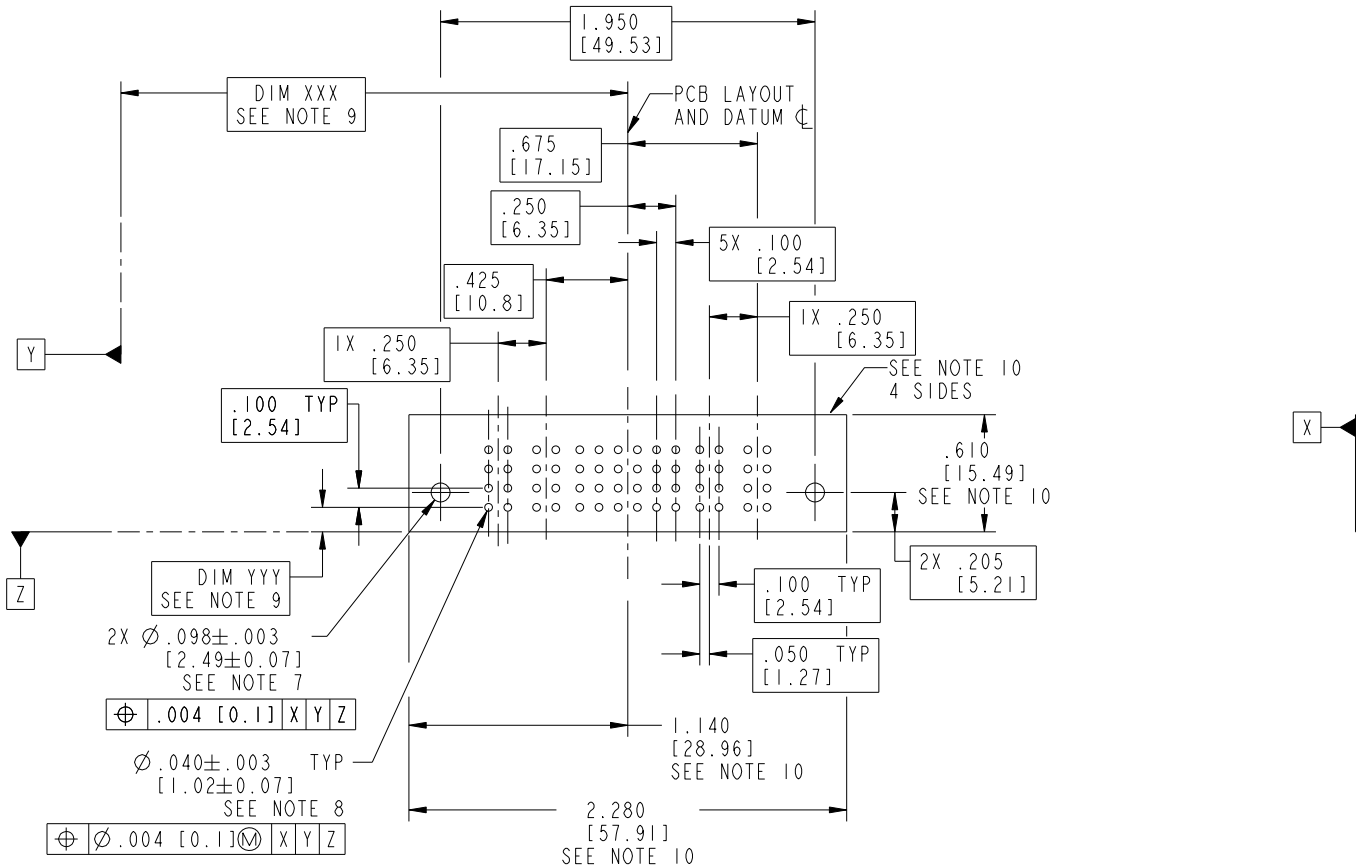 1.950
[49.53]
DIM XXX
SEE NOTE 9
PCB LAYOUT
AND DATUM ℄
.675
[17.15]
.250
[6.35]
5X .100
[2.54]
.425
[10.8]
1X .250
[6.35]
1X .250
[6.35]
Y
SEE NOTE 10
4 SIDES
.100 TYP
[2.54]
X
.610
[15.49]
SEE NOTE 10
Z
DIM YYY
SEE NOTE 9
2X .205
[5.21]
.100 TYP
[2.54]
2X Ø .098±.003
[2.49±0.07]
SEE NOTE 7
⌖ .004 [0.1] X Y Z
.050 TYP
[1.27]
1.140
[28.96]
SEE NOTE 10
Ø .040±.003 TYP
[1.02±0.07]
SEE NOTE 8
⌖ Ø .004 [0.1] Ⓜ X Y Z
2.280
[57.91]
SEE NOTE 10